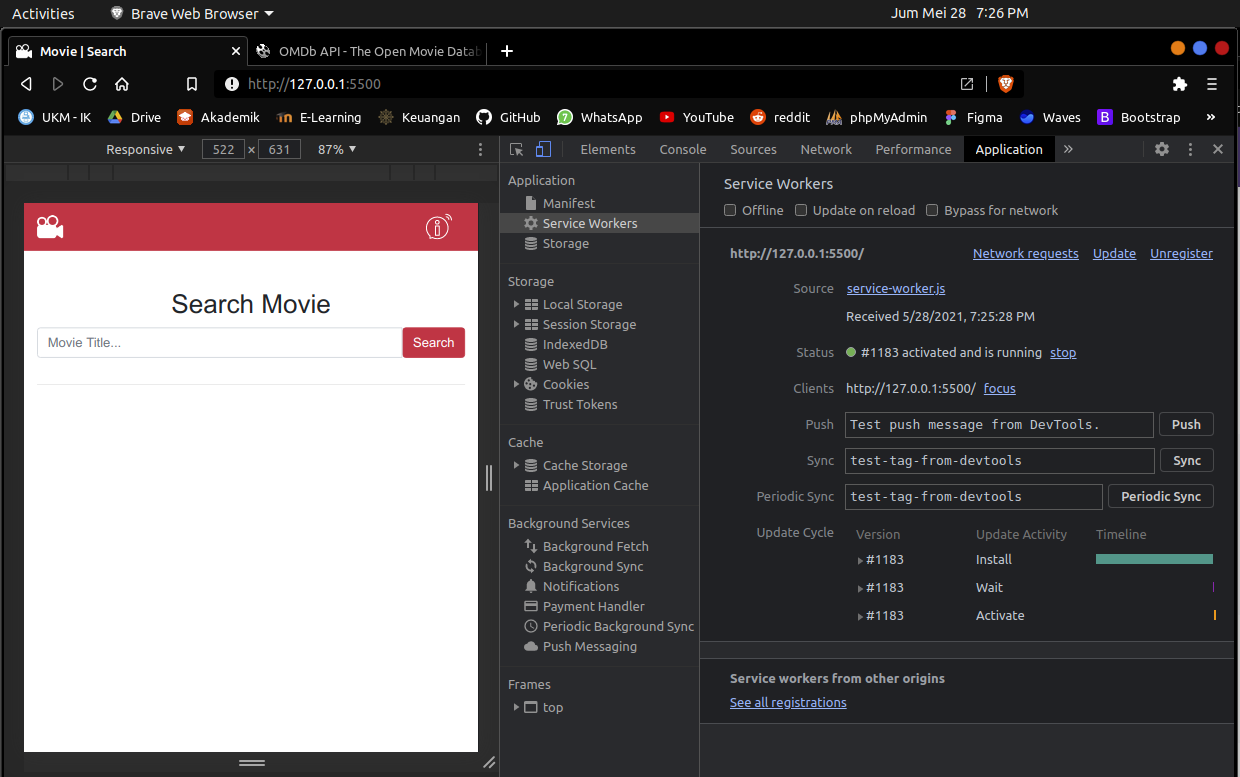 Activities Brave Web Browser Jum Mei 28 7:26 PM
Movie | Search OMDb API - The Open Movie Datab
http://127.0.0.1:5500
UKM - IK Drive Akademik E-Learning Keuangan GitHub WhatsApp YouTube reddit phpMyAdmin Figma Waves Bootstrap »
Responsive 522 × 631 87%
Elements Console Sources Network Performance Application »
Search Movie
Movie Title... Search
Application
Manifest
Service Workers
Storage
Storage
Local Storage
Session Storage
IndexedDB
Web SQL
Cookies
Trust Tokens
Cache
Cache Storage
Application Cache
Background Services
Background Fetch
Background Sync
Notifications
Payment Handler
Periodic Background Sync
Push Messaging
Frames
top
Service Workers
Offline Update on reload Bypass for network
http://127.0.0.1:5500/ Network requests Update Unregister
Source service-worker.js
Received 5/28/2021, 7:25:28 PM
Status #1183 activated and is running stop
Clients http://127.0.0.1:5500/ focus
Push Test push message from DevTools. Push
Sync test-tag-from-devtools Sync
Periodic Sync test-tag-from-devtools Periodic Sync
Update Cycle Version Update Activity Timeline
#1183 Install
#1183 Wait
#1183 Activate
Service workers from other origins
See all registrations